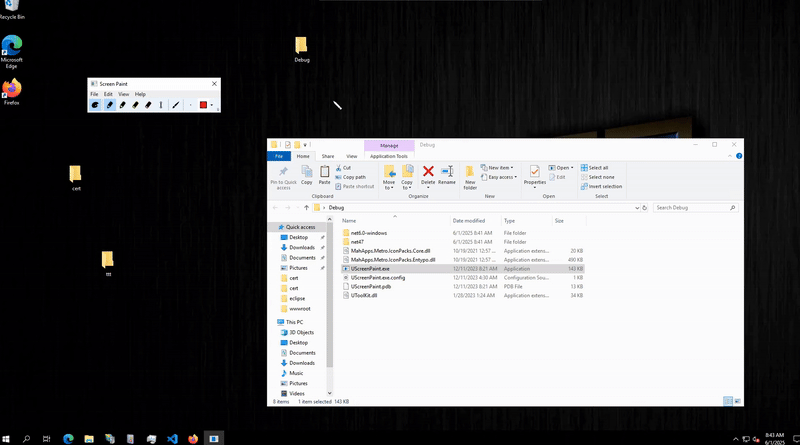 Recycle Bin
Microsoft
Edge
Firefox
Debug
Screen Paint
File Edit View Help
cert
Manage Debug
File Home Share View Application Tools
Pin to Quick
access
Copy
Paste
Cut
Copy path
Paste shortcut
Clipboard
Move
to
Copy
to
Delete
Rename
Organize
New
folder
New item
Easy access
New
Properties
Open
Edit
Open
Select all
Select none
Invert selection
Select
Debug
Search Debug
Name Date modified Type Size
Quick access
Desktop
Downloads
Documents
Pictures
cert
cert
eclipse
wwwroot
This PC
3D Objects
Desktop
Documents
Downloads
Music
Pictures
Videos
net6.0-windows 6/1/2025 8:41 AM File folder
net47 6/1/2025 8:41 AM File folder
MahApps.Metro.IconPacks.Core.dll 10/19/2021 12:57 ... Application exten... 20 KB
MahApps.Metro.IconPacks.Entypo.dll 10/19/2021 12:57 ... Application exten... 490 KB
UScreenPaint.exe 12/11/2023 8:21 AM Application 143 KB
UScreenPaint.exe.config 12/11/2023 4:30 AM Configuration Sou... 1 KB
UScreenPaint.pdb 12/11/2023 8:21 AM PDB File 13 KB
UToolKit.dll 1/23/2023 1:24 AM Application exten... 34 KB
8 items 1 item selected 143 KB
8:43 AM
6/1/2025